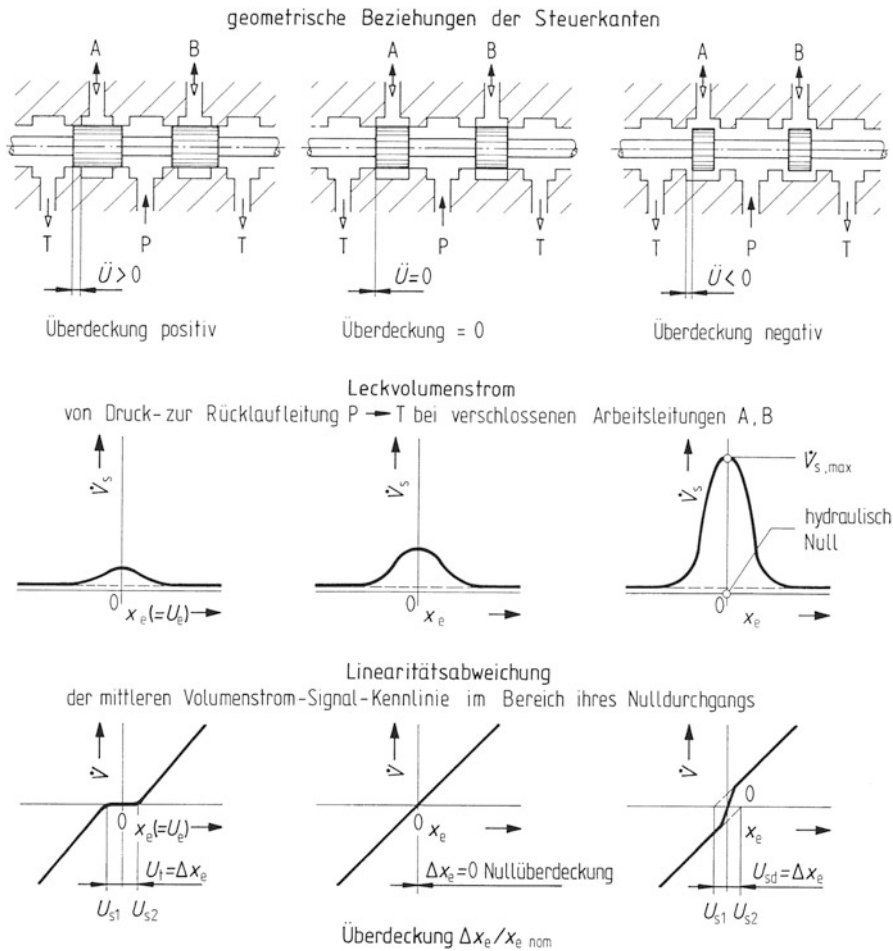 geometrische Beziehungen der Steuerkanten
A B A B A B
T P T T P T T P T
Ü > 0 Ü = 0 Ü < 0
Überdeckung positiv Überdeckung = 0 Überdeckung negativ
Leckvolumenstrom
von Druck- zur Rücklaufleitung P → T bei verschlossenen Arbeitsleitungen A, B
V̇s V̇s V̇s V̇s,max
hydraulisch
Null
0 0 0
xe(=Ue) xe xe
Linearitätsabweichung
der mittleren Volumenstrom-Signal-Kennlinie im Bereich ihres Nulldurchgangs
V̇ V̇ V̇
0 0 0
xe(=Ue) xe xe
Ut=Δxe Δxe=0 Nullüberdeckung Usd=Δxe
Us1 Us2 Us1 Us2
Überdeckung Δxe/xe nom